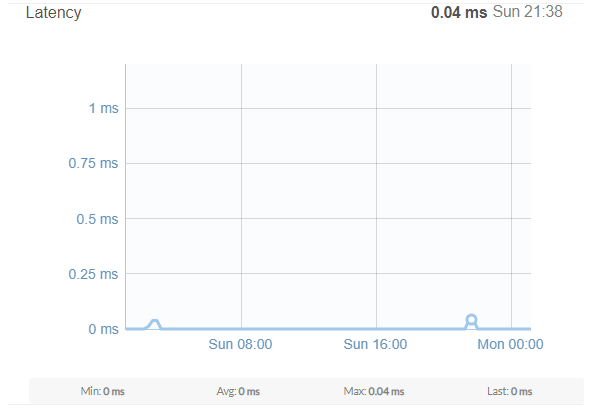 Latency 0.04 ms Sun 21:38
1 ms
0.75 ms
0.5 ms
0.25 ms
0 ms
Sun 08:00 Sun 16:00 Mon 00:00
Min: 0 ms Avg: 0 ms Max: 0.04 ms Last: 0 ms